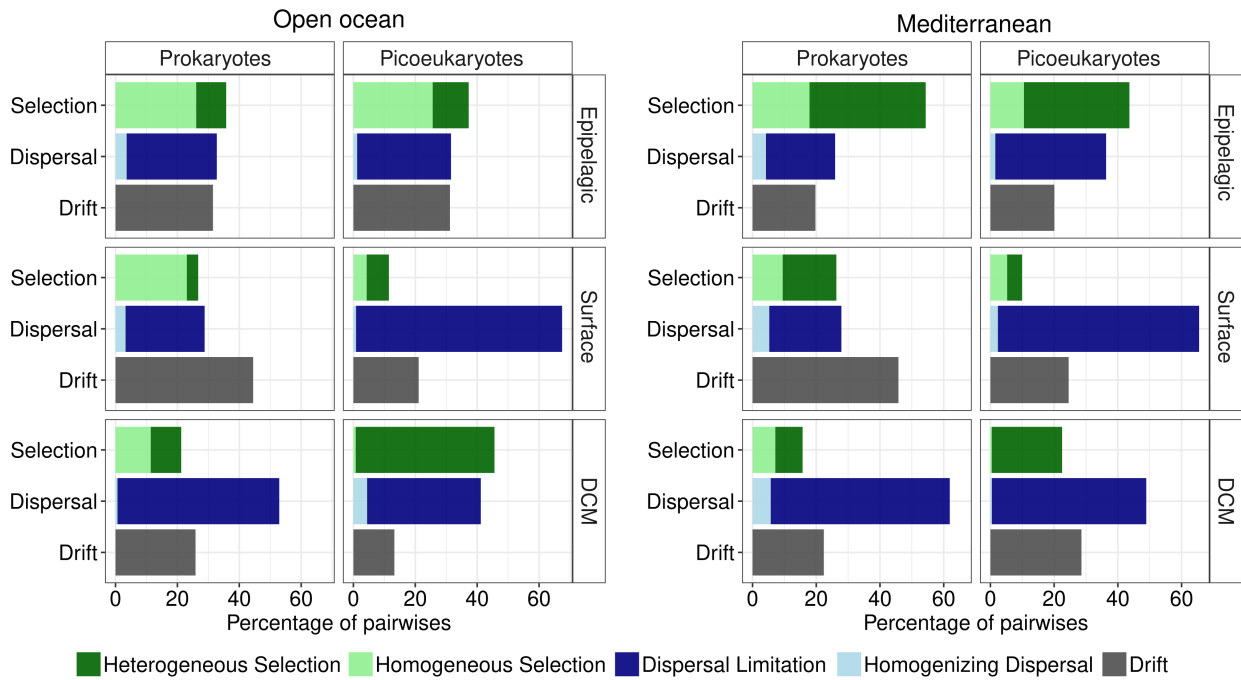 Open ocean
Mediterranean
Prokaryotes
Picoeukaryotes
Prokaryotes
Picoeukaryotes
Selection
Dispersal
Drift
Epipelagic
Selection
Dispersal
Drift
Epipelagic
Selection
Dispersal
Drift
Surface
Selection
Dispersal
Drift
Surface
Selection
Dispersal
Drift
DCM
Selection
Dispersal
Drift
DCM
0 20 40 60
0 20 40 60
0 20 40 60
0 20 40 60
Percentage of pairwises
Percentage of pairwises
Heterogeneous Selection Homogeneous Selection Dispersal Limitation Homogenizing Dispersal Drift